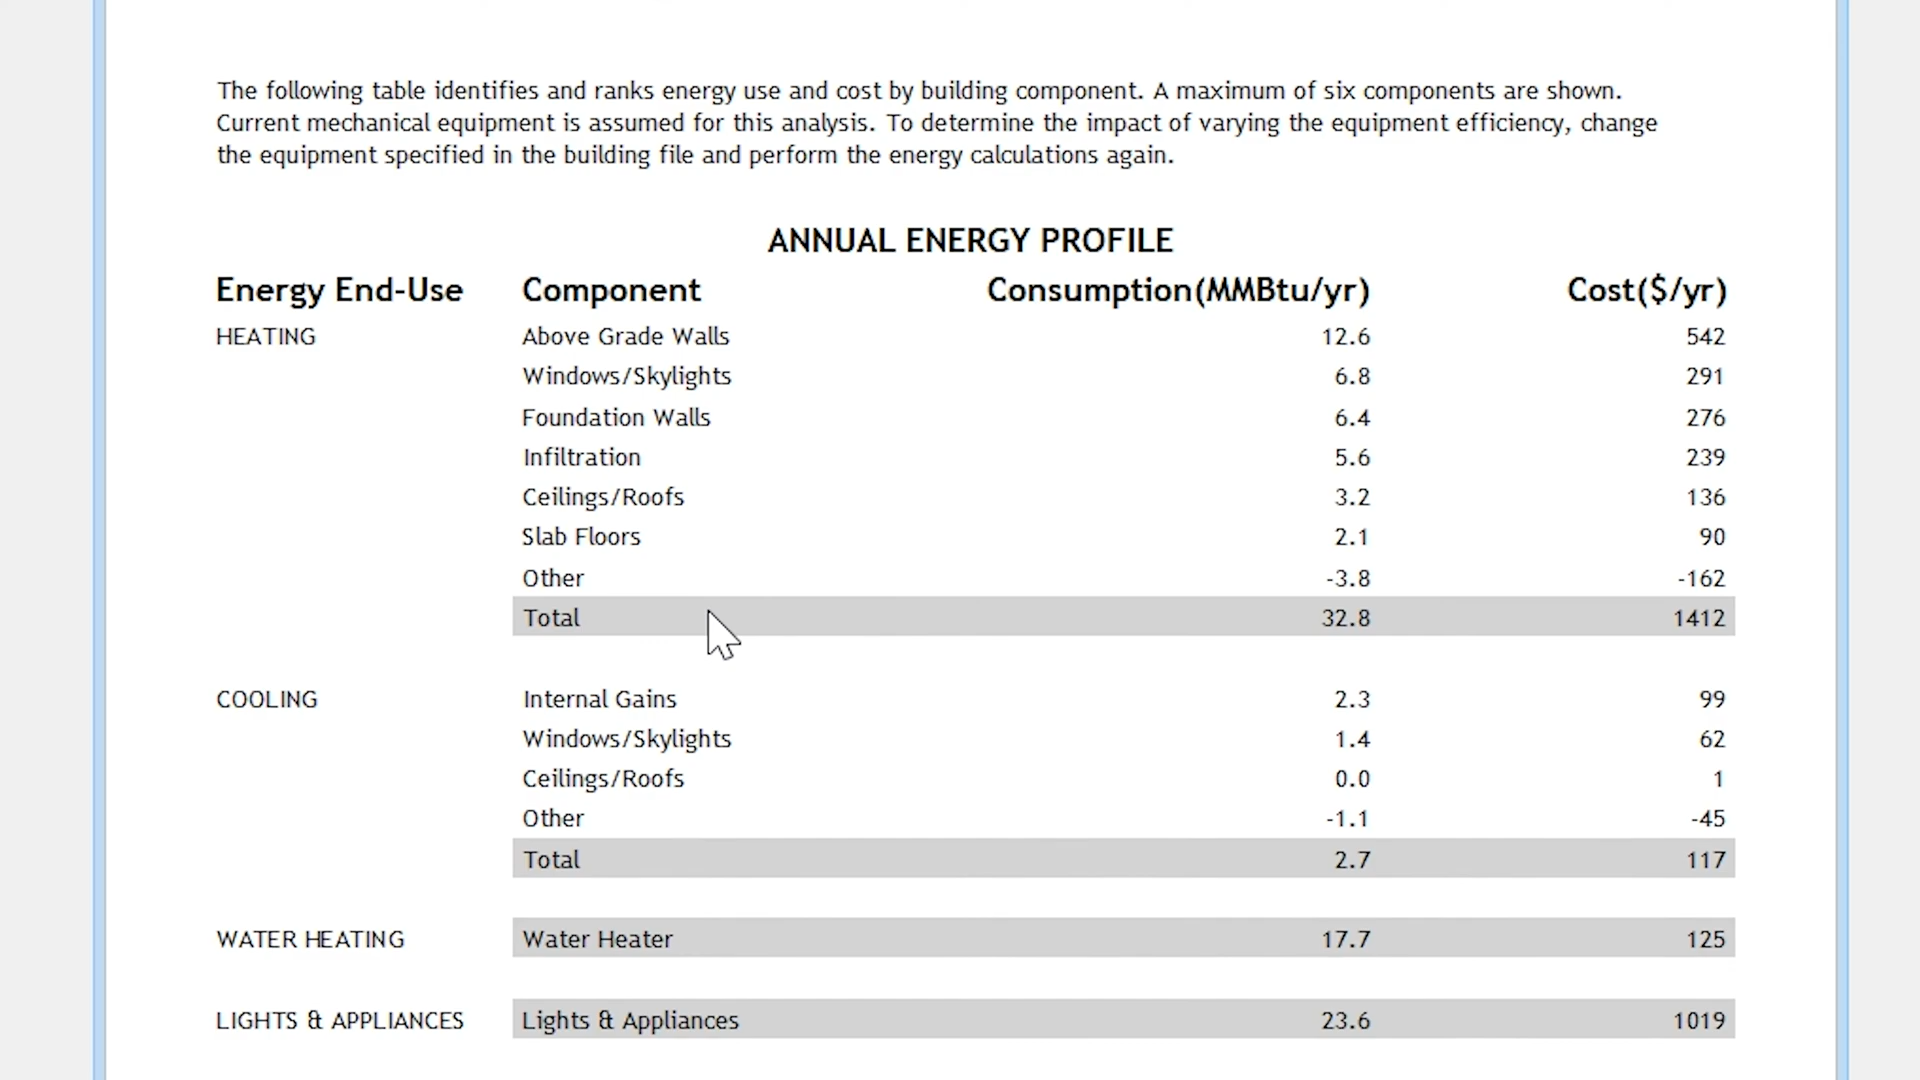 The following table identifies and ranks energy use and cost by building component. A maximum of six components are shown.
Current mechanical equipment is assumed for this analysis. To determine the impact of varying the equipment efficiency, change
the equipment specified in the building file and perform the energy calculations again.
ANNUAL ENERGY PROFILE
Energy End-Use Component Consumption(MMBtu/yr) Cost($/yr)
HEATING Above Grade Walls 12.6 542
Windows/Skylights 6.8 291
Foundation Walls 6.4 276
Infiltration 5.6 239
Ceilings/Roofs 3.2 136
Slab Floors 2.1 90
Other -3.8 -162
Total 32.8 1412
COOLING Internal Gains 2.3 99
Windows/Skylights 1.4 62
Ceilings/Roofs 0.0 1
Other -1.1 -45
Total 2.7 117
WATER HEATING Water Heater 17.7 125
LIGHTS & APPLIANCES Lights & Appliances 23.6 1019